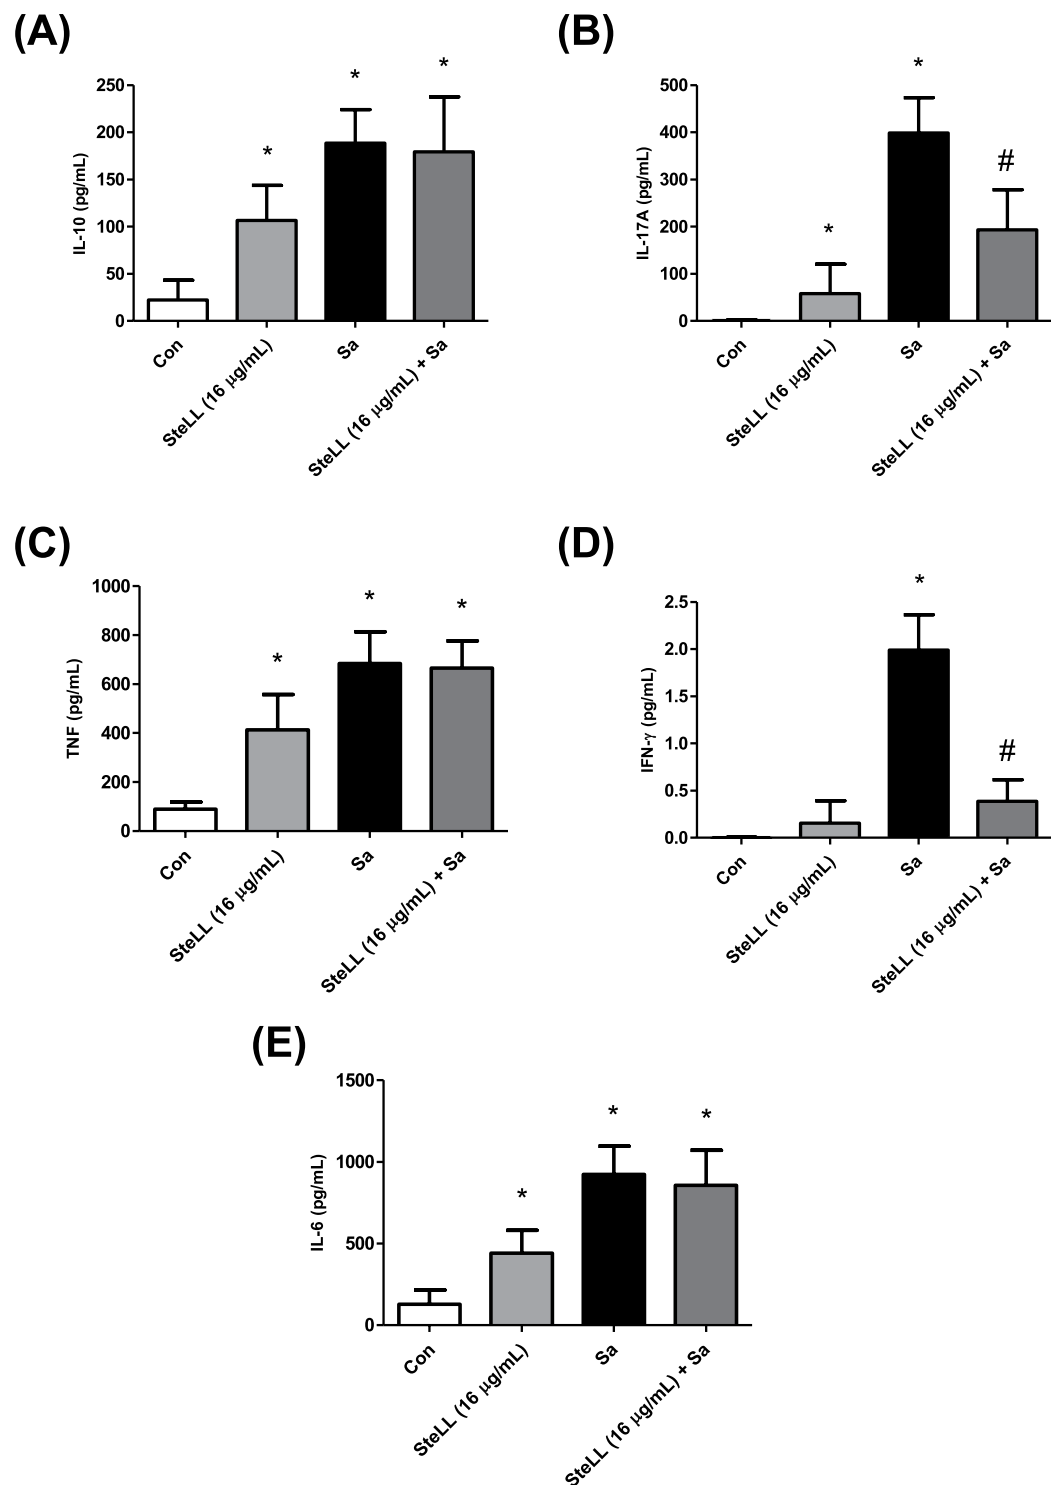 (A)
*
*
*
250
200
150
100
50
0
IL-10 (pg/mL)
Con
SteLL (16 μg/mL)
Sa
SteLL (16 μg/mL) + Sa
(B)
*
#
*
500
400
300
200
100
0
IL-17A (pg/mL)
Con
SteLL (16 μg/mL)
Sa
SteLL (16 μg/mL) + Sa
(C)
*
*
*
1000
800
600
400
200
0
TNF (pg/mL)
Con
SteLL (16 μg/mL)
Sa
SteLL (16 μg/mL) + Sa
(D)
*
#
2.5
2.0
1.5
1.0
0.5
0.0
IFN-γ (pg/mL)
Con
SteLL (16 μg/mL)
Sa
SteLL (16 μg/mL) + Sa
(E)
*
*
*
1500
1000
500
0
IL-6 (pg/mL)
Con
SteLL (16 μg/mL)
Sa
SteLL (16 μg/mL) + Sa